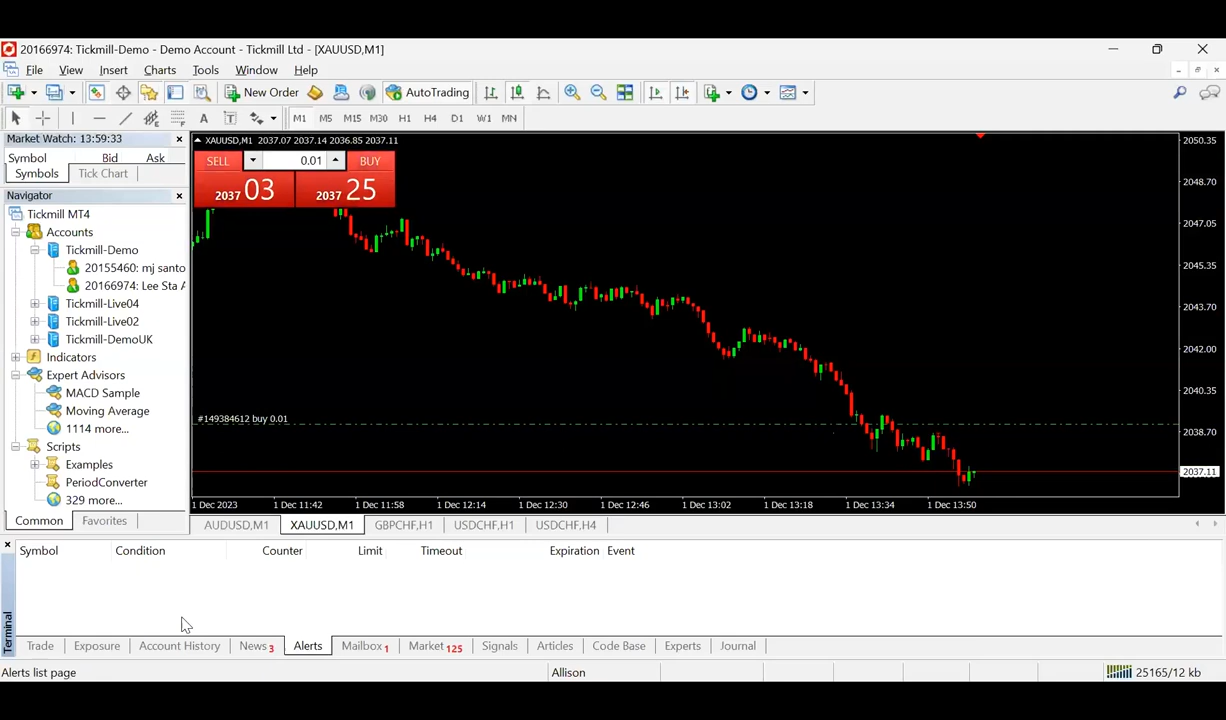 20166974: Tickmill-Demo - Demo Account - Tickmill Ltd - [XAUUSD,M1]
File View Insert Charts Tools Window Help
New Order AutoTrading
A T M1 M5 M15 M30 H1 H4 D1 W1 MN
Market Watch: 13:59:33
Symbol Bid Ask
Symbols Tick Chart
Navigator
Tickmill MT4
Accounts
Tickmill-Demo
20155460: mj santo
20166974: Lee Sta A
Tickmill-Live04
Tickmill-Live02
Tickmill-DemoUK
Indicators
Expert Advisors
MACD Sample
Moving Average
1114 more...
Scripts
Examples
PeriodConverter
329 more...
Common Favorites
XAUUSD,M1 2037.07 2037.14 2036.85 2037.11
SELL 0.01 BUY
2037 03 2037 25
#149384612 buy 0.01
2050.35
2048.70
2047.05
2045.35
2043.70
2042.00
2040.35
2038.70
2037.11
1 Dec 2023 1 Dec 11:42 1 Dec 11:58 1 Dec 12:14 1 Dec 12:30 1 Dec 12:46 1 Dec 13:02 1 Dec 13:18 1 Dec 13:34 1 Dec 13:50
AUDUSD,M1 XAUUSD,M1 GBPCHF,H1 USDCHF,H1 USDCHF,H4
Symbol Condition Counter Limit Timeout Expiration Event
Terminal
Trade Exposure Account History News 3 Alerts Mailbox 1 Market 125 Signals Articles Code Base Experts Journal
Alerts list page Allison 25165/12 kb